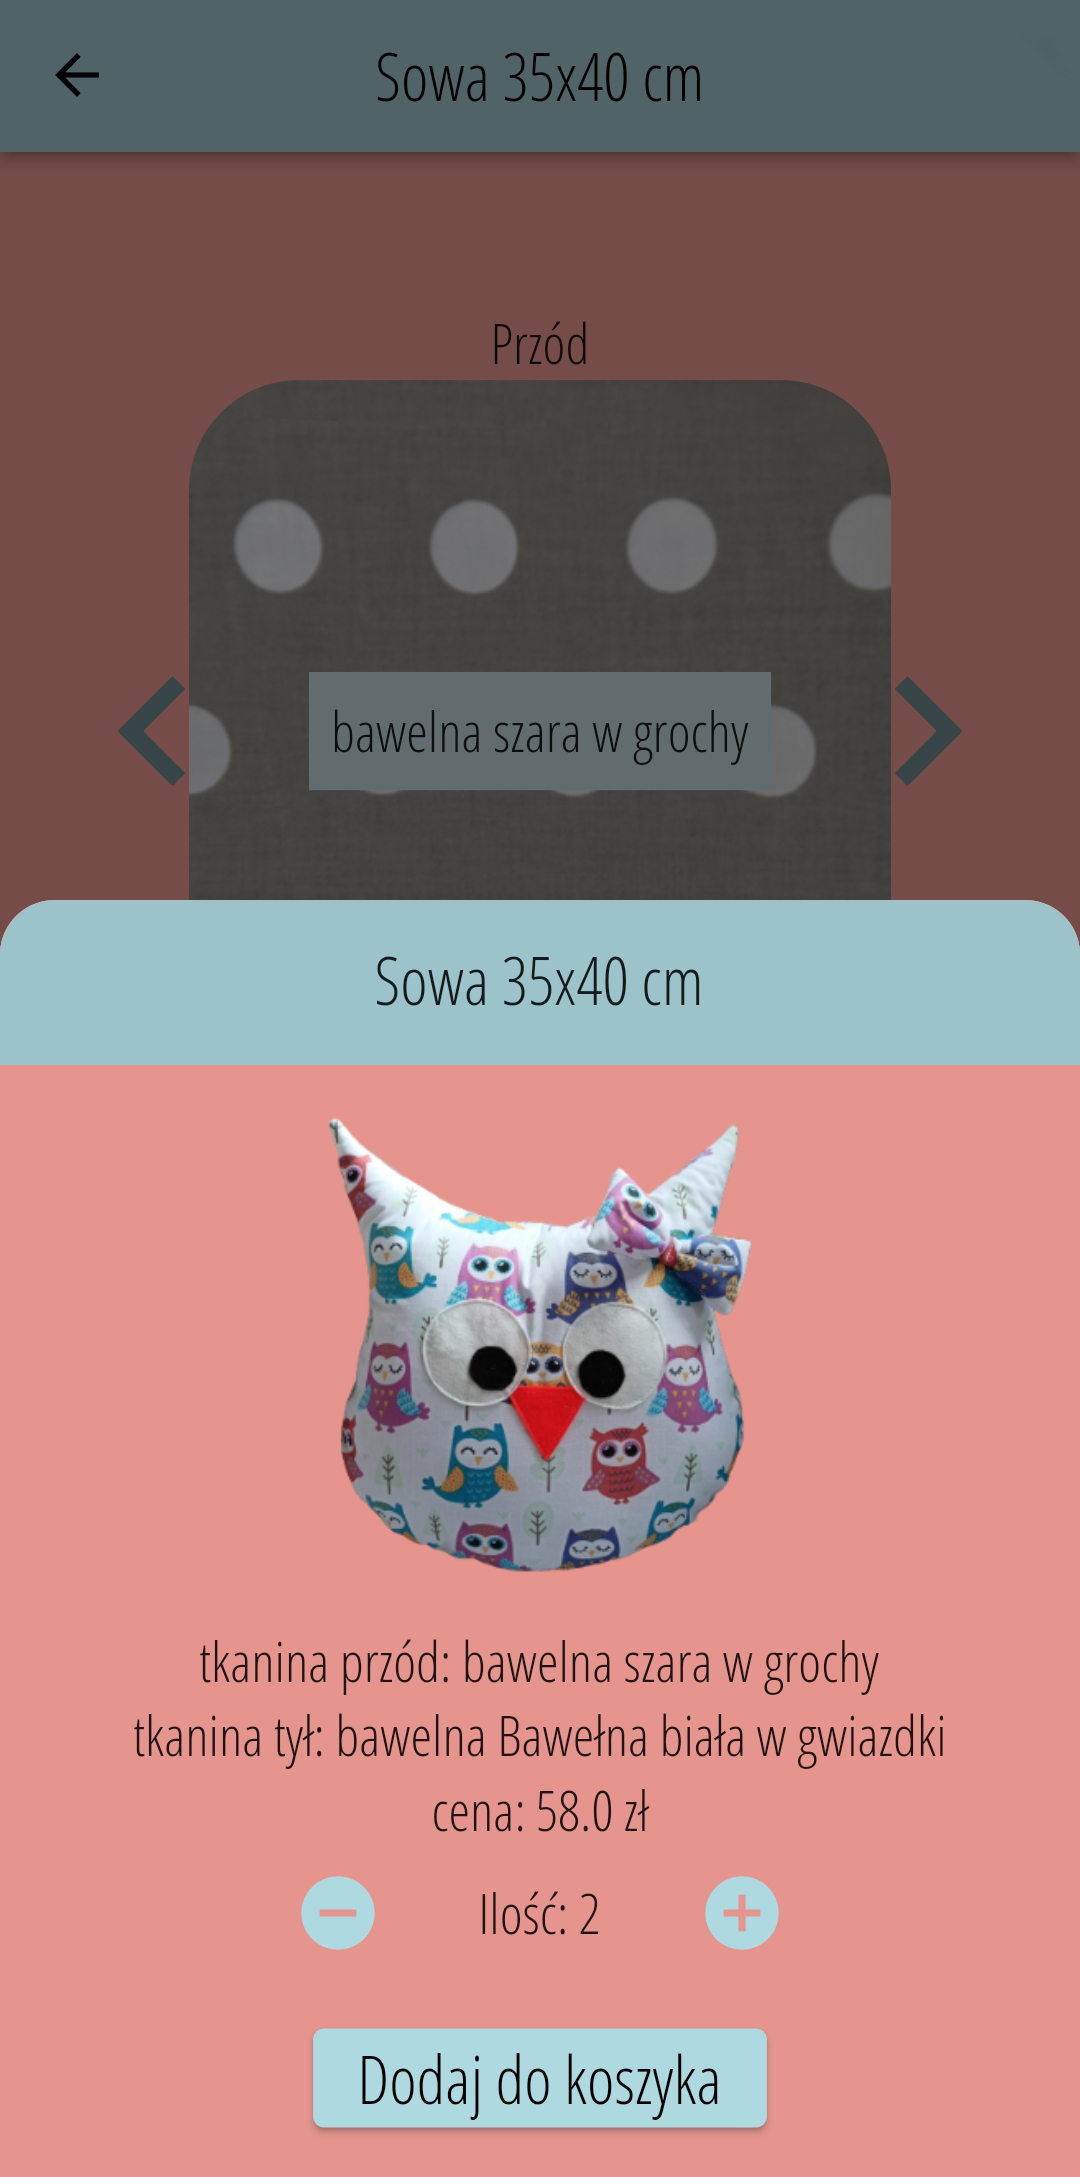 Sowa 35x40 cm
Przód
bawelna szara w grochy
Sowa 35x40 cm
tkanina przód: bawelna szara w grochy
tkanina tył: bawelna Bawełna biała w gwiazdki
cena: 58.0 zł
Ilość: 2
Dodaj do koszyka